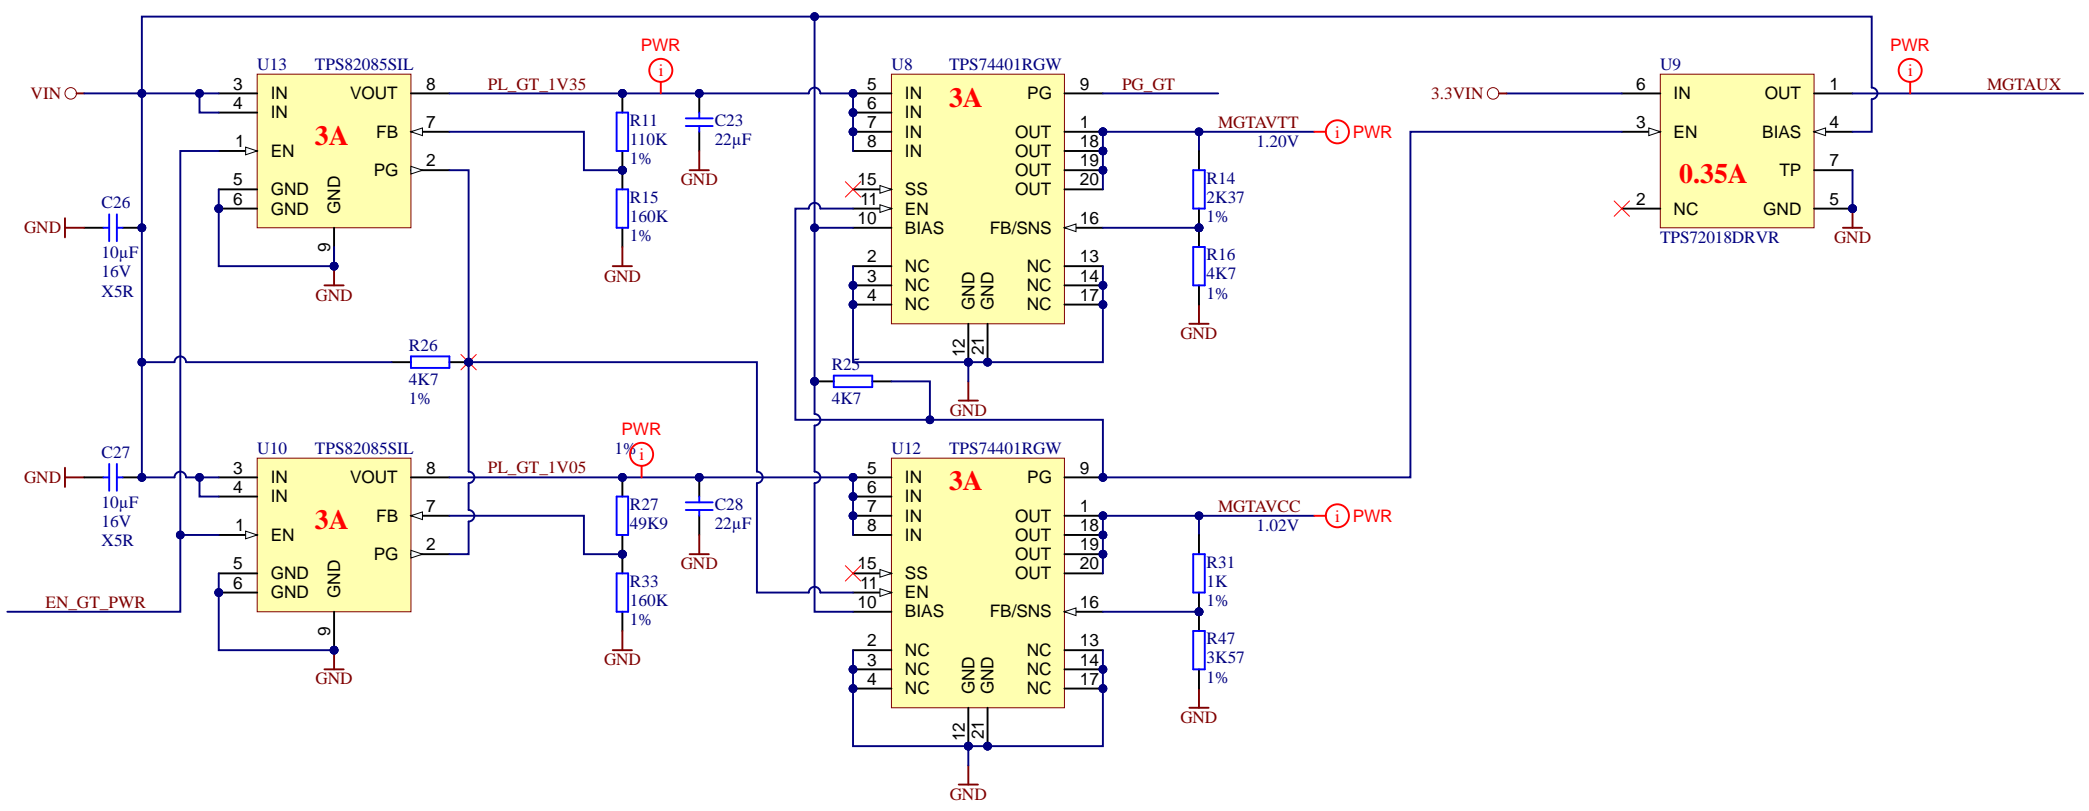 PWR
i
PWR
i
U13 TPS82085SIL
U8 TPS74401RGW
U9
VIN
3 IN
4 IN
VOUT 8
PL_GT_1V35
3A
FB 7
1 EN
PG 2
5 GND
6 GND
GND
9
GND
R11
110K
1%
C23
22µF
GND
R15
160K
1%
GND
GND
C26
10µF
16V
X5R
5 IN
6 IN
7 IN
8 IN
3A
PG 9
PG_GT
OUT 1
OUT 18
OUT 19
OUT 20
MGTAVTT
1.20V
i PWR
15 SS
11 EN
10 BIAS
FB/SNS 16
2 NC
3 NC
4 NC
GND
GND
NC 13
NC 14
NC 17
12
21
GND
R14
2K37
1%
R16
4K7
1%
GND
3.3VIN
6 IN
OUT 1
MGTAUX
3 EN
BIAS 4
0.35A
TP 7
2 NC
GND 5
TPS72018DRVR
GND
R26
4K7
1%
R25
4K7
1%
PWR
i
U10 TPS82085SIL
U12 TPS74401RGW
GND
C27
10µF
16V
X5R
3 IN
4 IN
VOUT 8
PL_GT_1V05
3A
FB 7
1 EN
PG 2
5 GND
6 GND
GND
9
GND
EN_GT_PWR
R27
49K9
C28
22µF
GND
R33
160K
1%
GND
5 IN
6 IN
7 IN
8 IN
3A
PG 9
OUT 1
OUT 18
OUT 19
OUT 20
MGTAVCC
1.02V
i PWR
15 SS
11 EN
10 BIAS
FB/SNS 16
2 NC
3 NC
4 NC
GND
GND
NC 13
NC 14
NC 17
12
21
GND
R31
1K
1%
R47
3K57
1%
GND